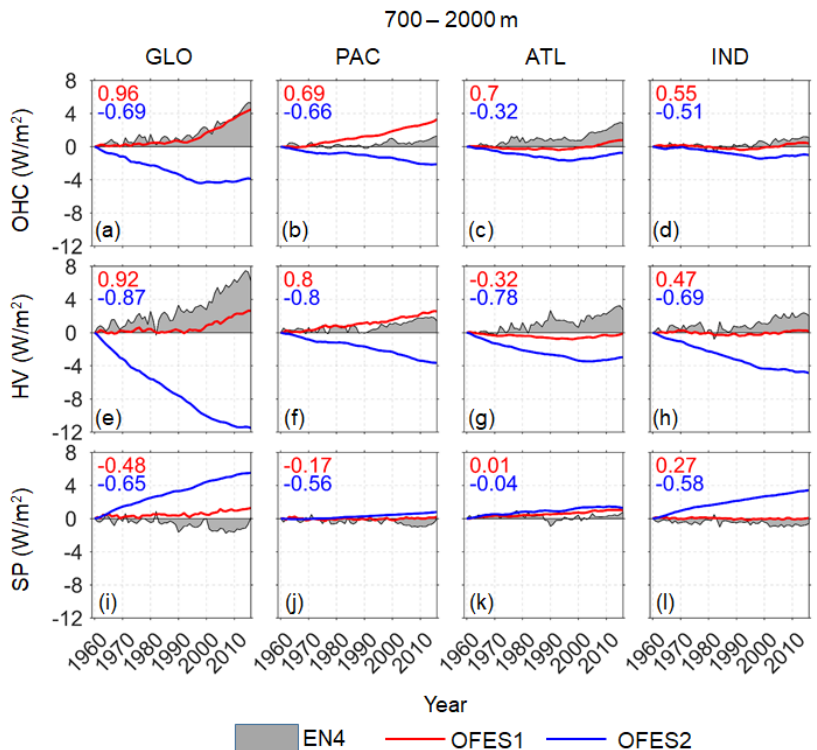 700 – 2000 m
GLO PAC ATL IND
OHC (W/m²)
8
4
0
-4
-8
-12
0.96
-0.69
(a)
0.69
-0.66
(b)
0.7
-0.32
(c)
0.55
-0.51
(d)
HV (W/m²)
8
4
0
-4
-8
-12
0.92
-0.87
(e)
0.8
-0.8
(f)
-0.32
-0.78
(g)
0.47
-0.69
(h)
SP (W/m²)
8
4
0
-4
-8
-12
-0.48
-0.65
(i)
-0.17
-0.56
(j)
0.01
-0.04
(k)
0.27
-0.58
(l)
1960 1970 1980 1990 2000 2010 1960 1970 1980 1990 2000 2010 1960 1970 1980 1990 2000 2010 1960 1970 1980 1990 2000 2010
Year
EN4 OFES1 OFES2